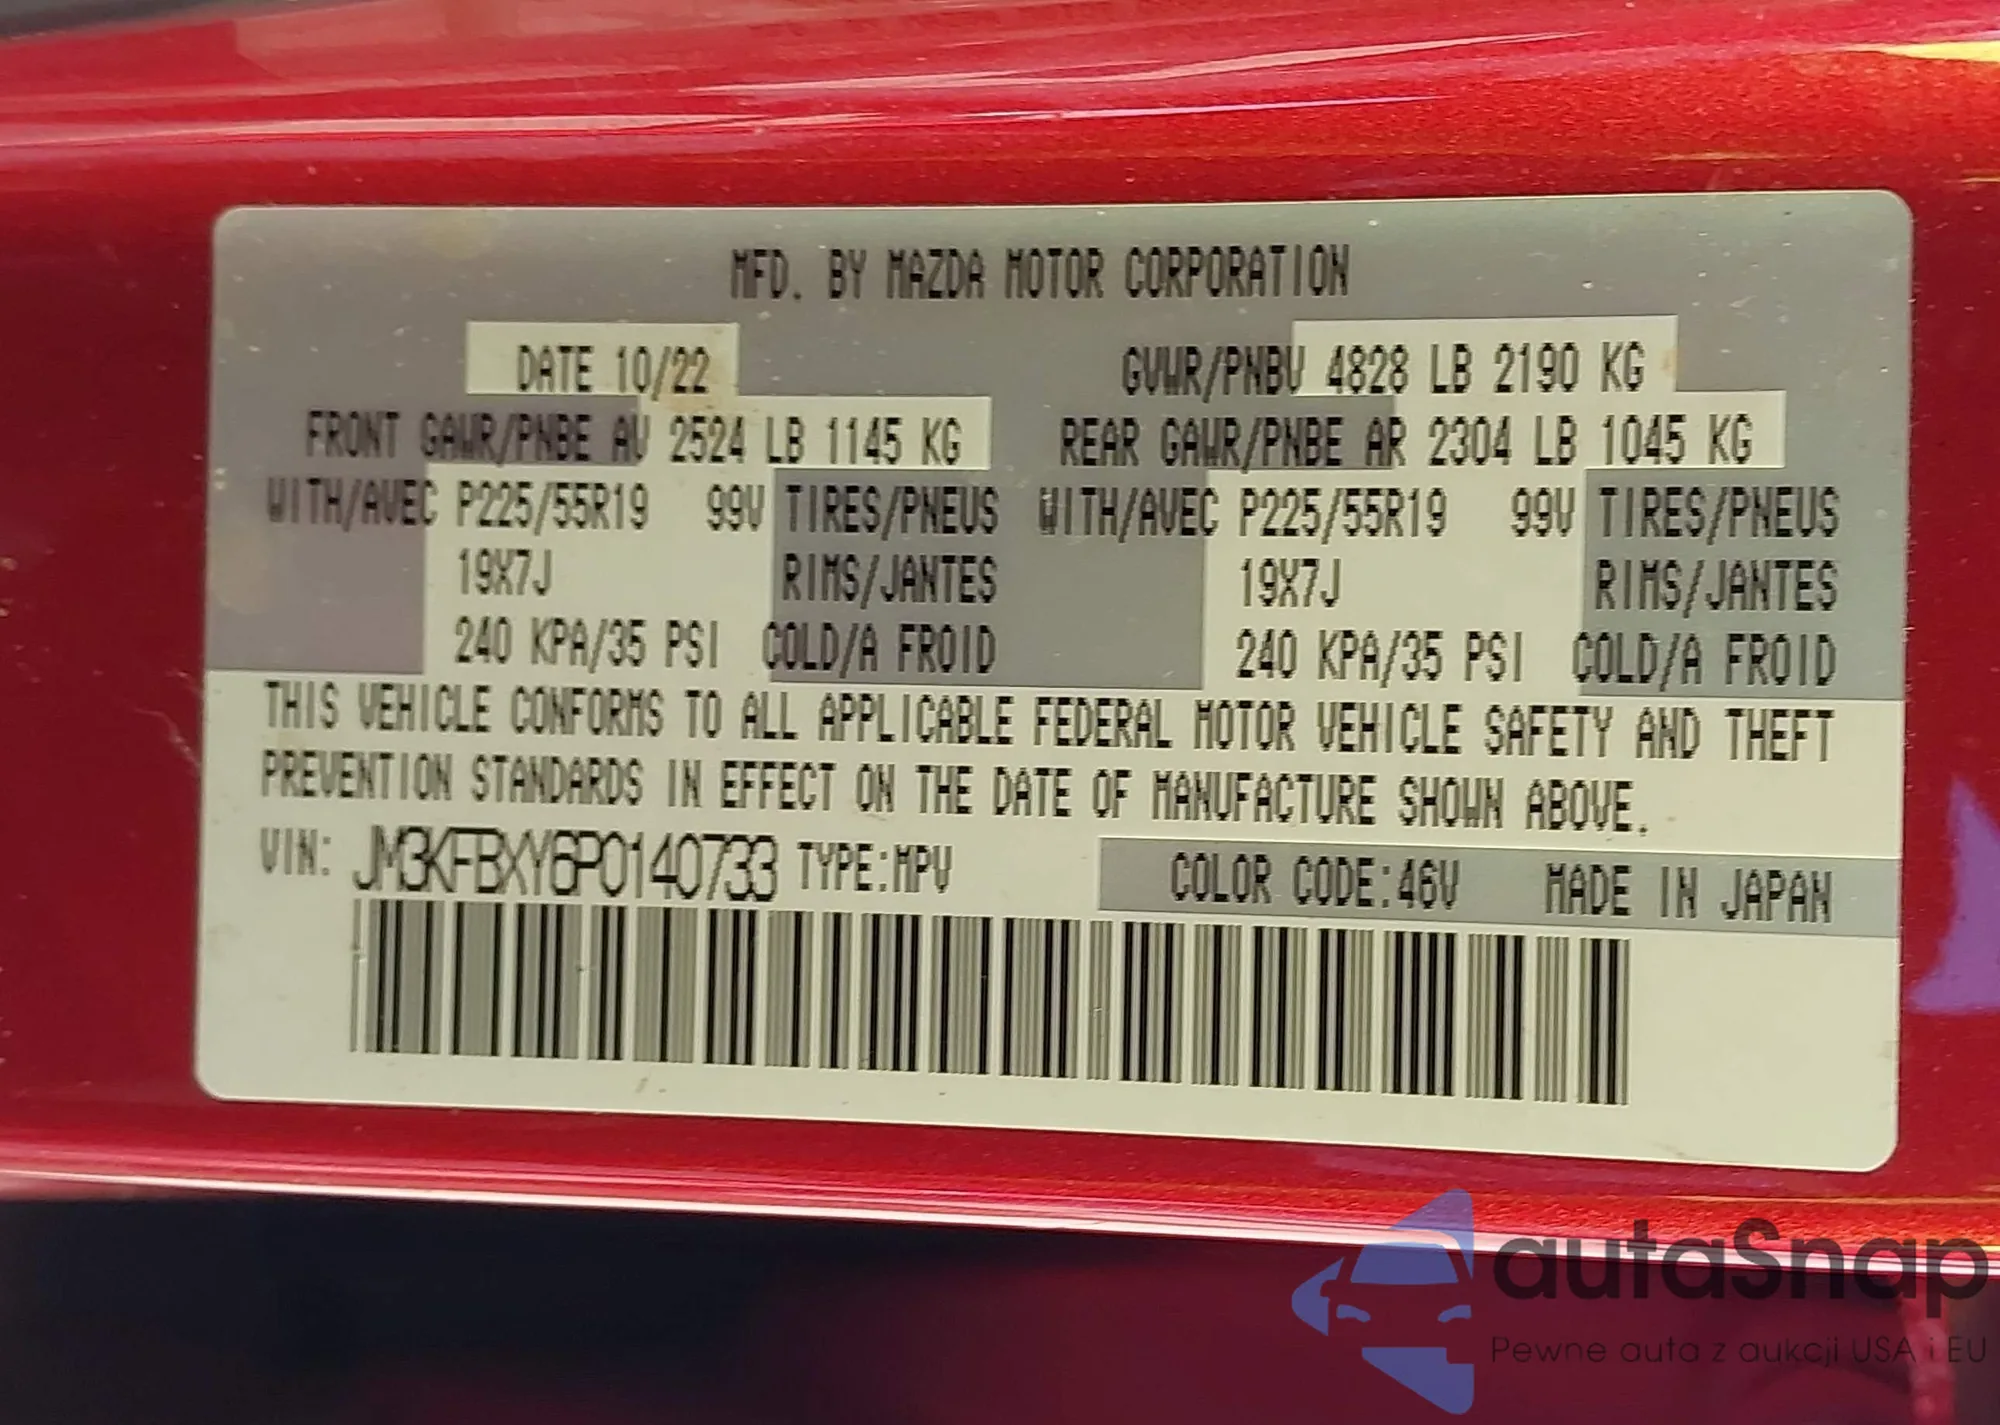 MFD. BY MAZDA MOTOR CORPORATION
DATE 10/22 GVWR/PNBV 4828 LB 2190 KG
FRONT GAWR/PNBE AV 2524 LB 1145 KG REAR GAWR/PNBE AR 2304 LB 1045 KG
WITH/AVEC P225/55R19 99V TIRES/PNEUS WITH/AVEC P225/55R19 99V TIRES/PNEUS
19X7J RIMS/JANTES 19X7J RIMS/JANTES
240 KPA/35 PSI COLD/A FROID 240 KPA/35 PSI COLD/A FROID
THIS VEHICLE CONFORMS TO ALL APPLICABLE FEDERAL MOTOR VEHICLE SAFETY AND THEFT
PREVENTION STANDARDS IN EFFECT ON THE DATE OF MANUFACTURE SHOWN ABOVE.
VIN: JM3KFBXY6P0140733 TYPE:MPV COLOR CODE:46V MADE IN JAPAN
autaSnap
Pewne auta z aukcji USA i EU